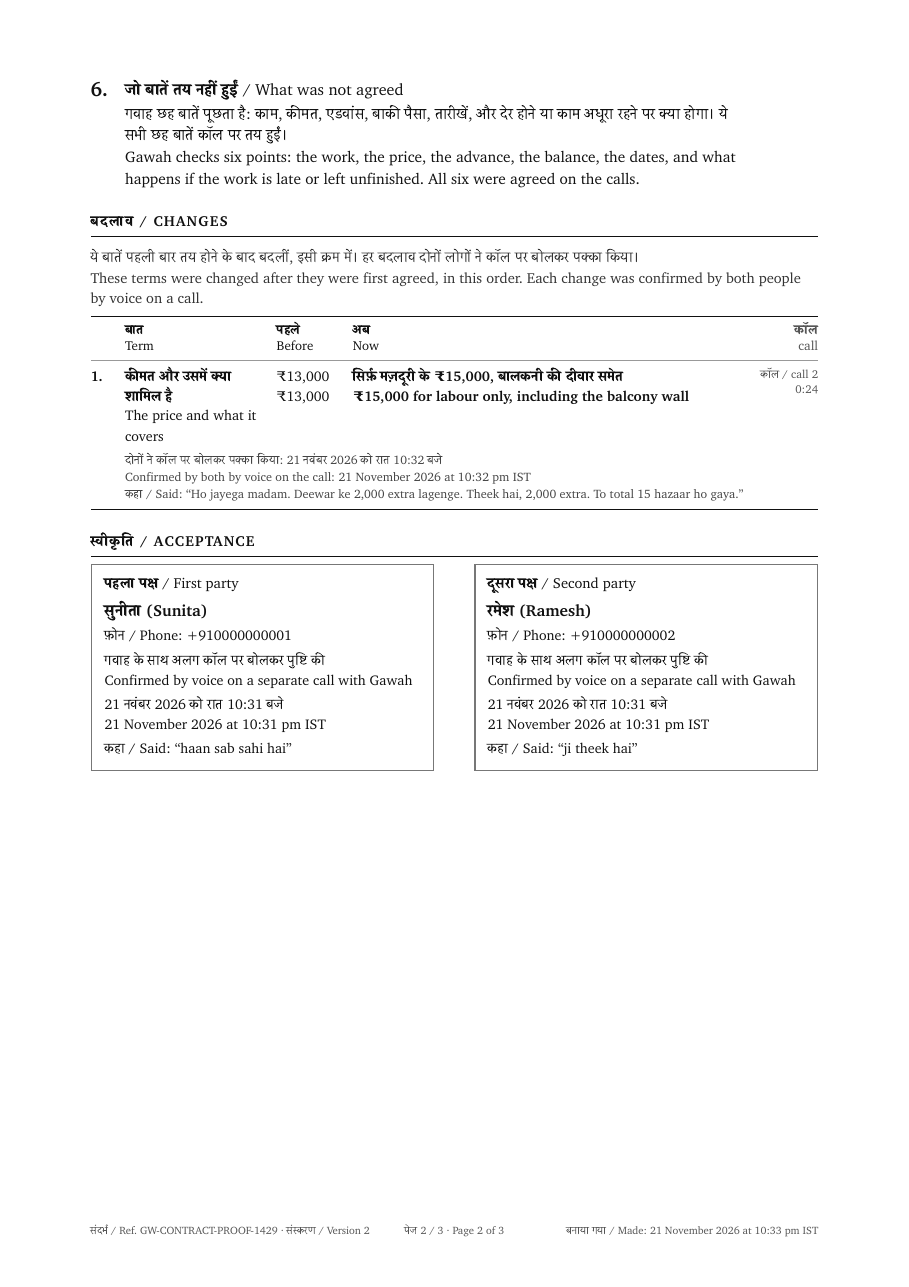 6. जो बातें तय नहीं हुईं / What was not agreed
गवाह छह बातें पूछता है: काम, कीमत, एडवांस, बाकी पैसा, तारीखें, और देर होने या काम अधूरा रहने पर क्या होगा। ये
सभी छह बातें कॉल पर तय हुईं।
Gawah checks six points: the work, the price, the advance, the balance, the dates, and what
happens if the work is late or left unfinished. All six were agreed on the calls.
बदलाव / CHANGES
ये बातें पहली बार तय होने के बाद बदलीं, इसी क्रम में। हर बदलाव दोनों लोगों ने कॉल पर बोलकर पक्का किया।
These terms were changed after they were first agreed, in this order. Each change was confirmed by both people
by voice on a call.
बात पहले अब कॉल
Term Before Now call
1. कीमत और उसमें क्या ₹13,000 सिर्फ़ मज़दूरी के ₹15,000, बालकनी की दीवार समेत कॉल / call 2
शामिल है ₹13,000 ₹15,000 for labour only, including the balcony wall 0:24
The price and what it
covers
दोनों ने कॉल पर बोलकर पक्का किया: 21 नवंबर 2026 को रात 10:32 बजे
Confirmed by both by voice on the call: 21 November 2026 at 10:32 pm IST
कहा / Said: “Ho jayega madam. Deewar ke 2,000 extra lagenge. Theek hai, 2,000 extra. To total 15 hazaar ho gaya.”
स्वीकृति / ACCEPTANCE
पहला पक्ष / First party
सुनीता (Sunita)
फ़ोन / Phone: +910000000001
गवाह के साथ अलग कॉल पर बोलकर पुष्टि की
Confirmed by voice on a separate call with Gawah
21 नवंबर 2026 को रात 10:31 बजे
21 November 2026 at 10:31 pm IST
कहा / Said: “haan sab sahi hai”
दूसरा पक्ष / Second party
रमेश (Ramesh)
फ़ोन / Phone: +910000000002
गवाह के साथ अलग कॉल पर बोलकर पुष्टि की
Confirmed by voice on a separate call with Gawah
21 नवंबर 2026 को रात 10:31 बजे
21 November 2026 at 10:31 pm IST
कहा / Said: “ji theek hai”
संदर्भ / Ref. GW-CONTRACT-PROOF-1429 · संस्करण / Version 2 पेज 2 / 3 · Page 2 of 3 बनाया गया / Made: 21 November 2026 at 10:33 pm IST